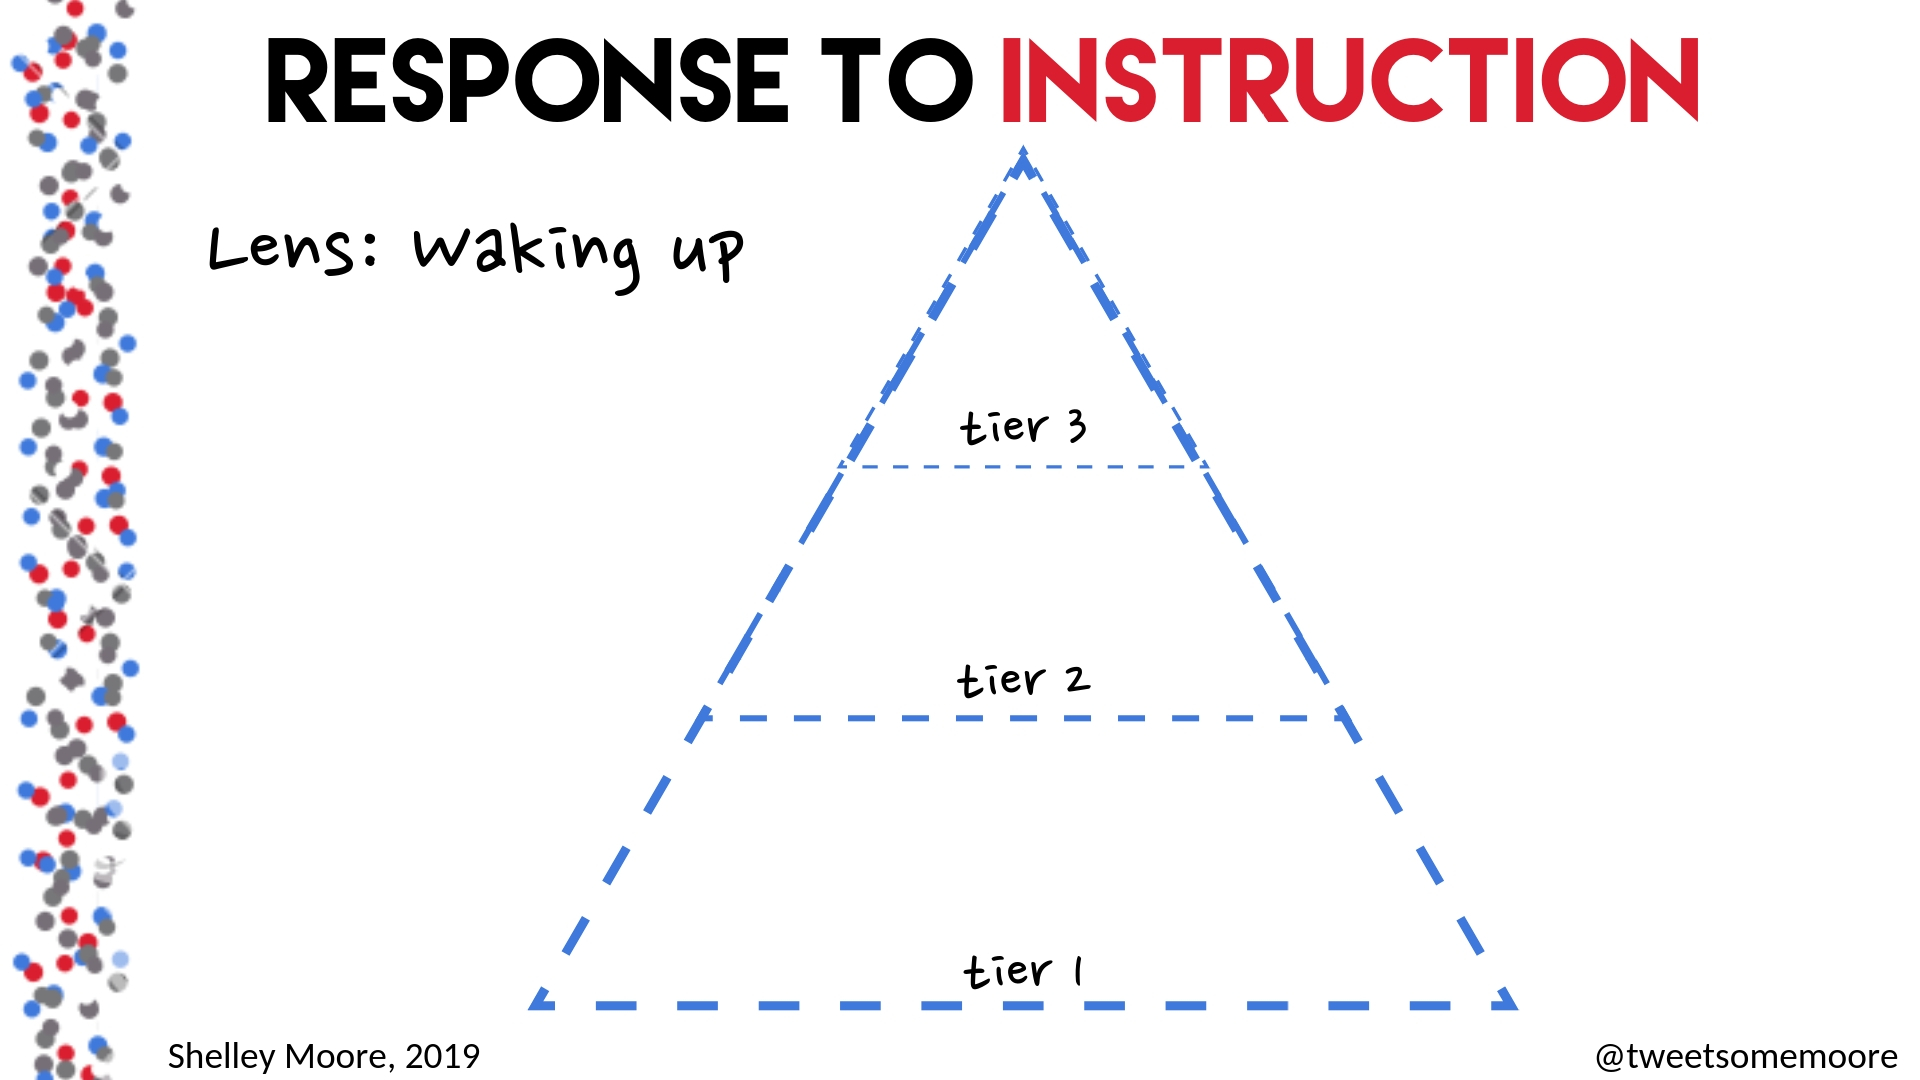 RESPONSE TO INSTRUCTION
Lens: Waking up
tier 3
tier 2
tier 1
Shelley Moore, 2019
@tweetsomemoore